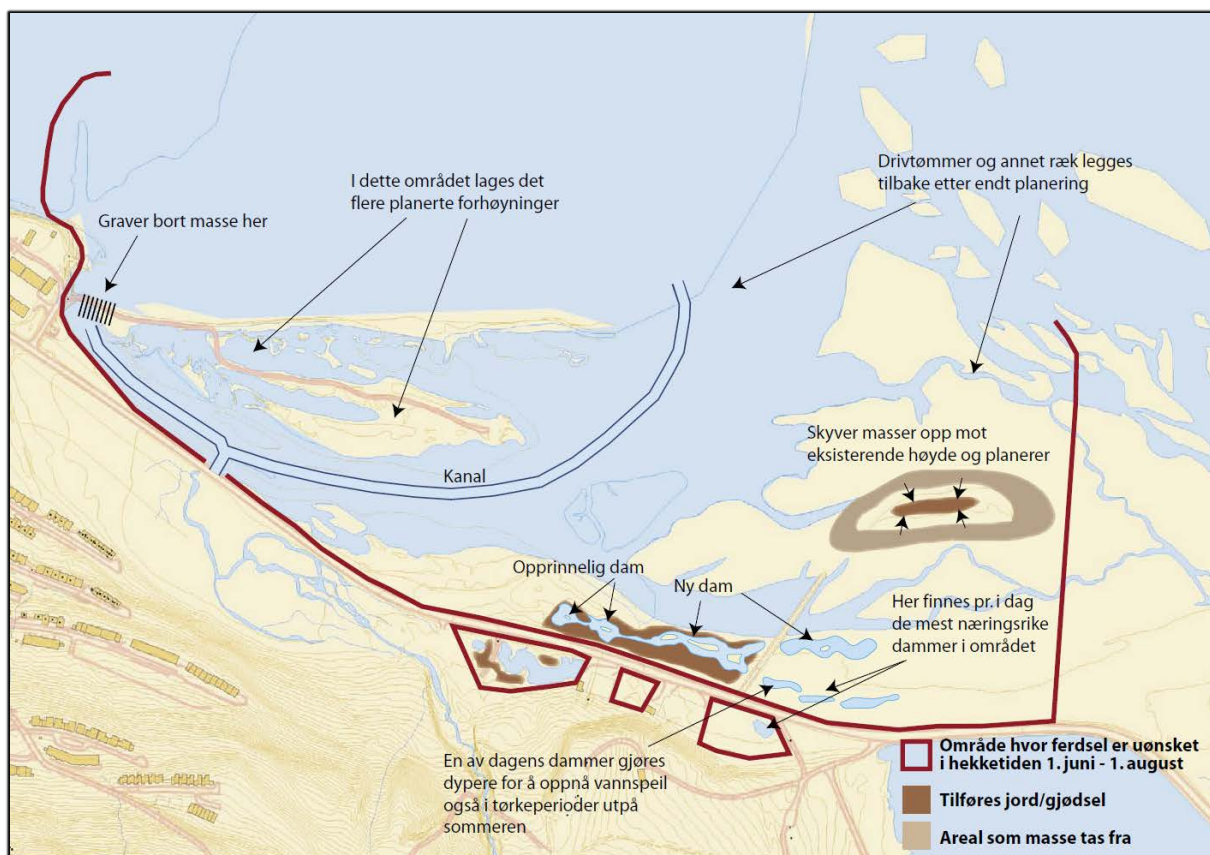 Drivtømmer og annet ræk legges
tilbake etter endt planering
I dette området lages det
flere planerte forhøyninger
Graver bort masse her
Skyver masser opp mot
eksisterende høyde og planerer
Kanal
Opprinnelig dam
Ny dam
Her finnes pr. i dag
de mest næringsrike
dammer i området
En av dagens dammer gjøres
dypere for å oppnå vannspeil
også i tørkeperioder utpå
sommeren
Område hvor ferdsel er uønsket
i hekketiden 1. juni - 1. august
Tilføres jord/gjødsel
Areal som masse tas fra